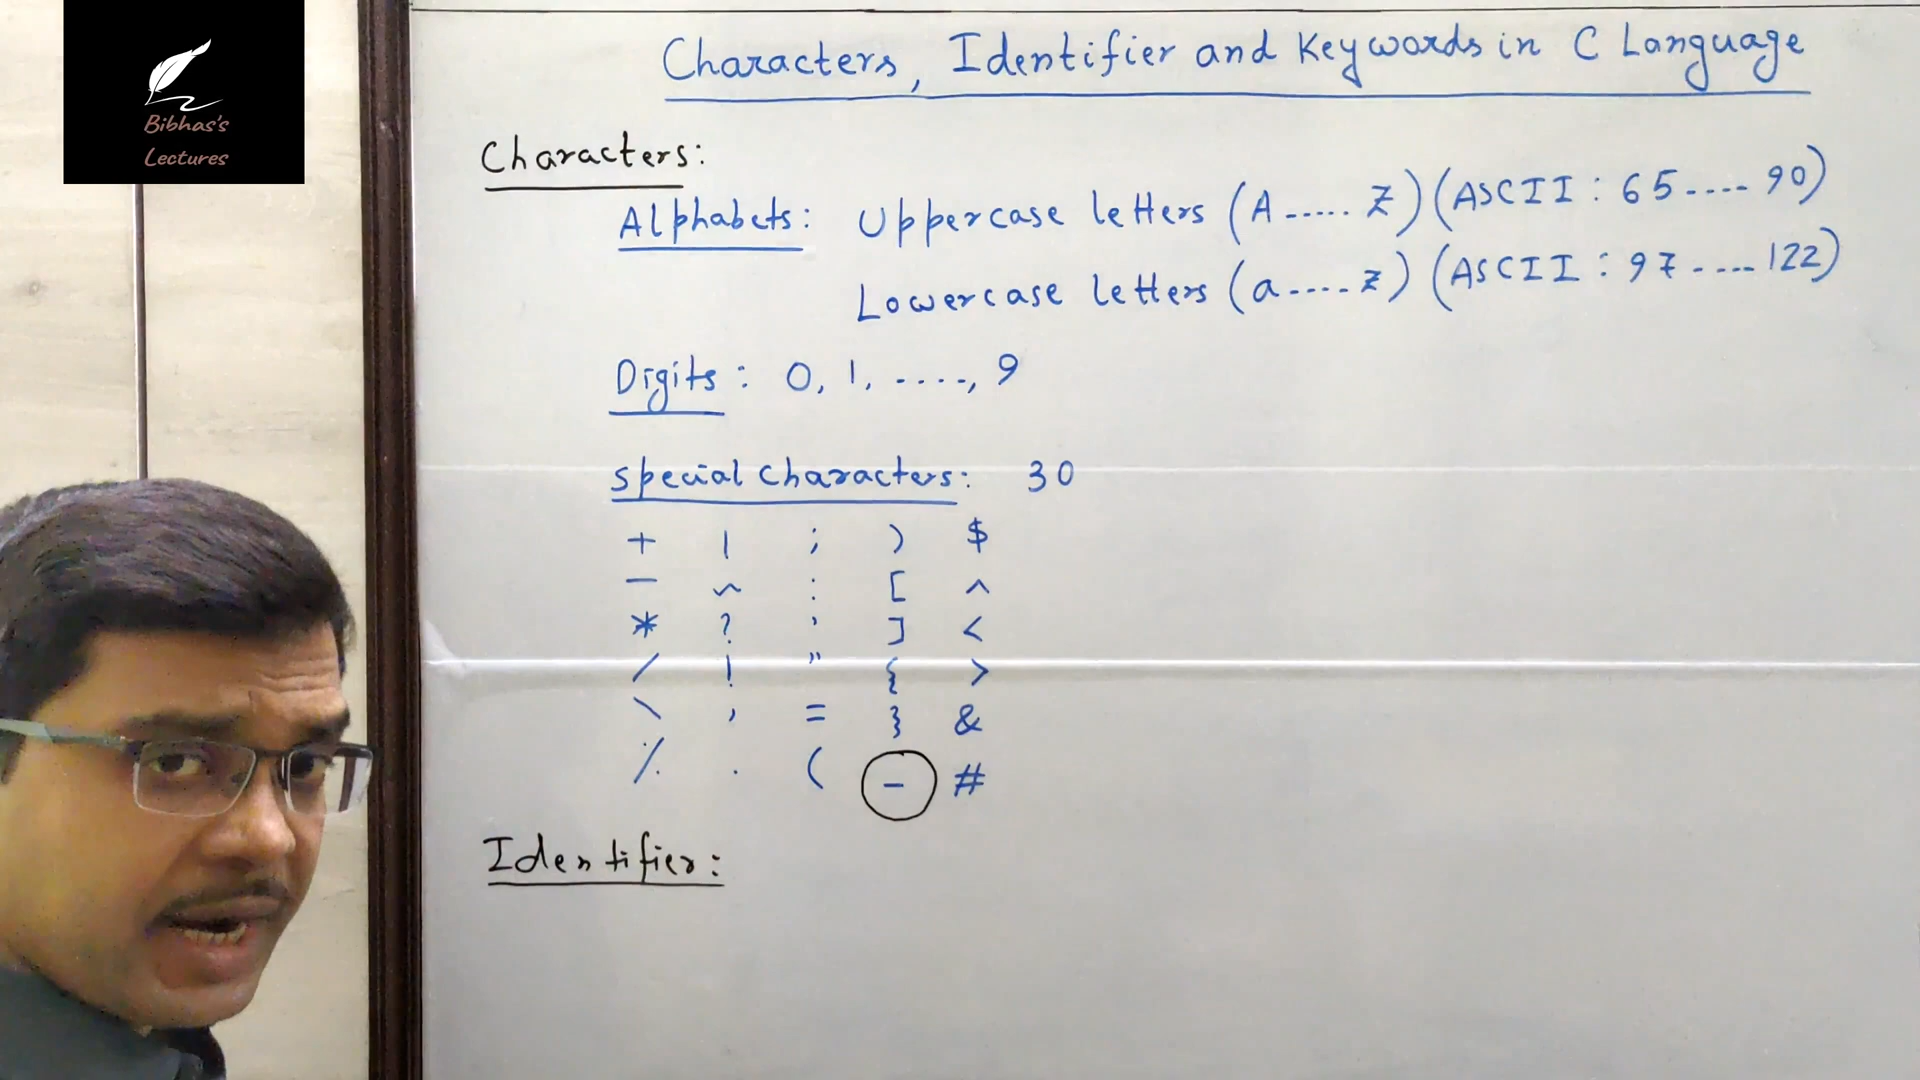 Bibhas's
Lectures
Characters, Identifier and Keywords in C Language
Characters:
Alphabets: Uppercase letters (A ..... Z) (ASCII : 65 .... 90)
Lowercase letters (a .... z) (ASCII : 97 ..... 122)
Digits : 0, 1, ...., 9
Special characters: 30
+ | ; ) $
− ~ : [ ^
* ? ' ] <
/ ! " { >
\ , = } &
% . ( _ #
Identifier: